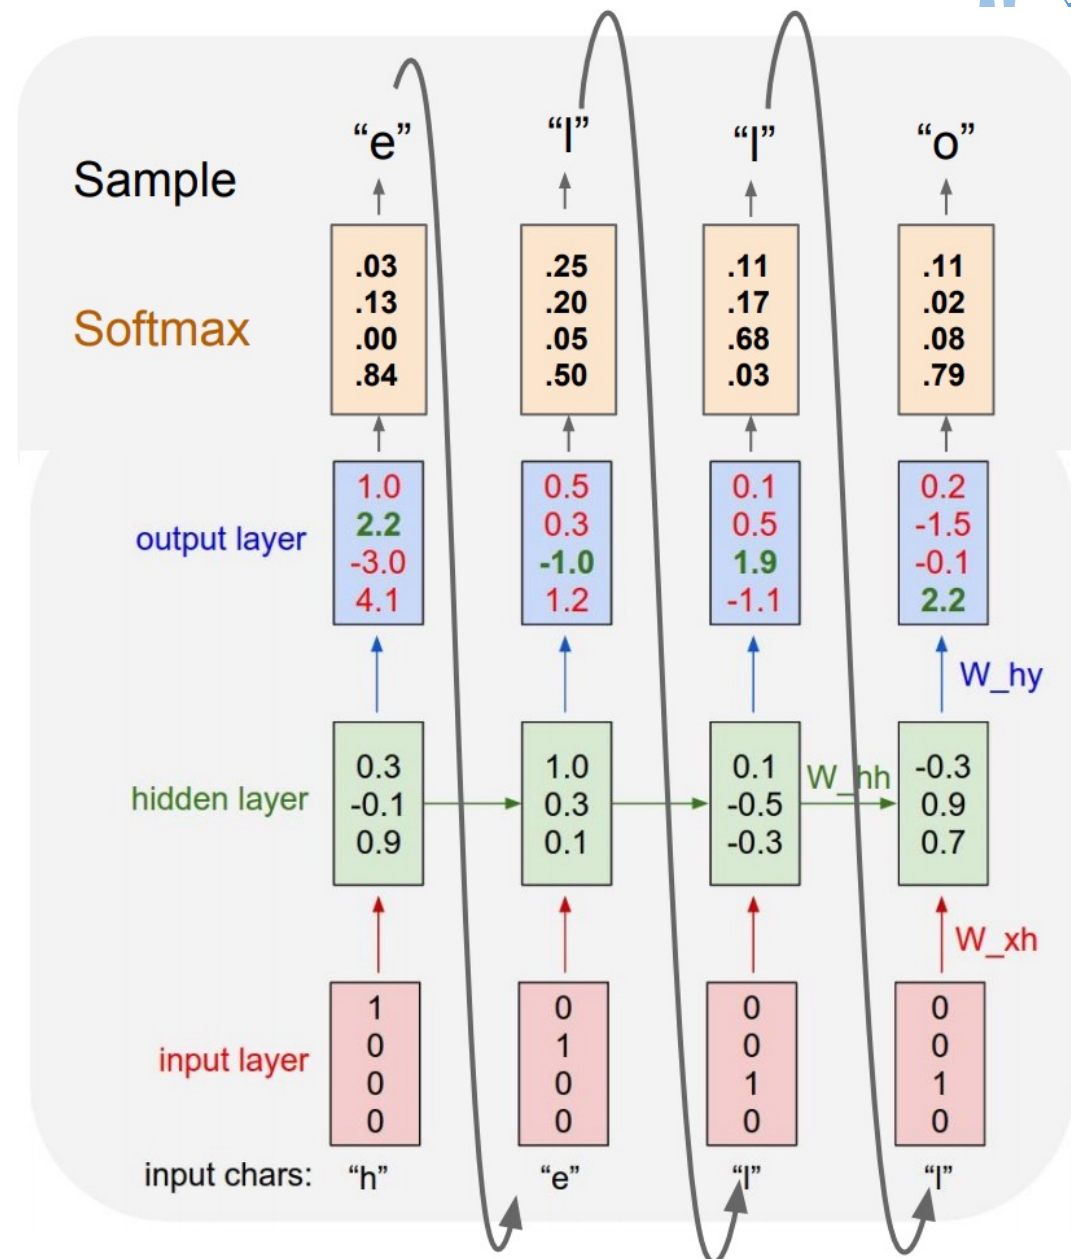 “e” “l” “l” “o”
Sample
Softmax
.03 .25 .11 .11
.13 .20 .17 .02
.00 .05 .68 .08
.84 .50 .03 .79
output layer
1.0 0.5 0.1 0.2
2.2 0.3 0.5 -1.5
-3.0 -1.0 1.9 -0.1
4.1 1.2 -1.1 2.2
W_hy
hidden layer
0.3 1.0 0.1 W_hh -0.3
-0.1 0.3 -0.5 0.9
0.9 0.1 -0.3 0.7
W_xh
input layer
1 0 0 0
0 1 0 0
0 0 1 1
0 0 0 0
input chars: “h” “e” “l” “l”